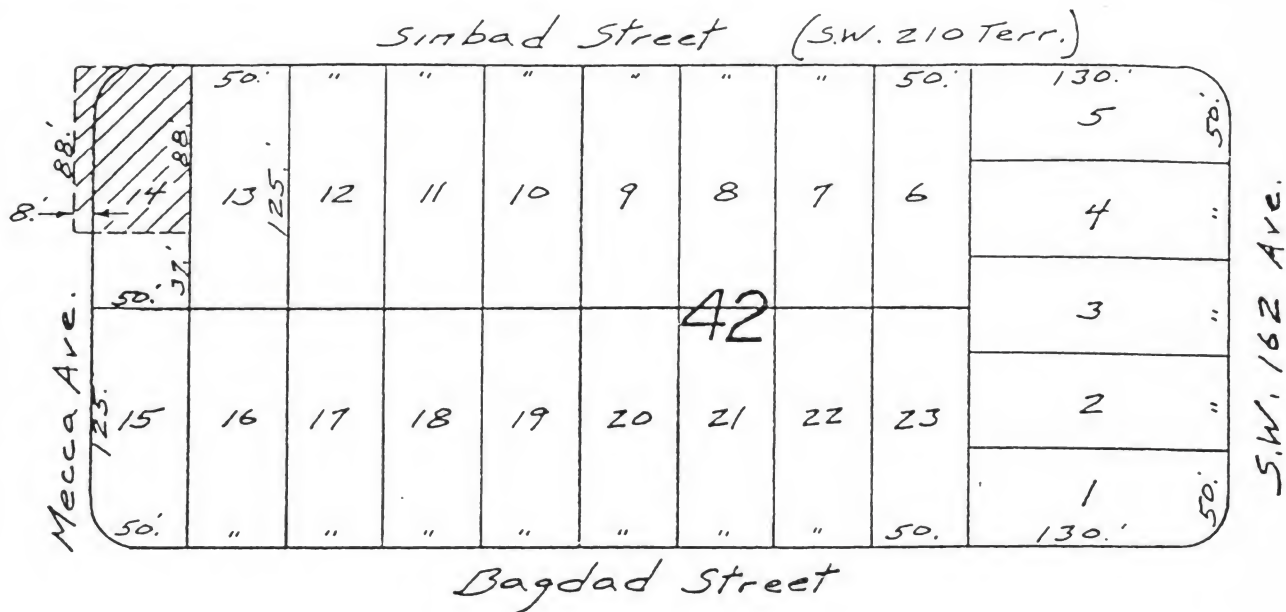 Sinbad Street (S.W. 210 Terr.)
50.' " " " " " " 50.' 130.'
5
50.'
88.'
88.'
8.'
14 13 12 11 10 9 8 7 6
125.'
4
"
37.'
50.'
42
3
"
Mecca Ave.
S.W. 162 Ave.
125.
15 16 17 18 19 20 21 22 23
2
"
1
50.'
50.' " " " " " " 50. 130.'
Bagdad Street